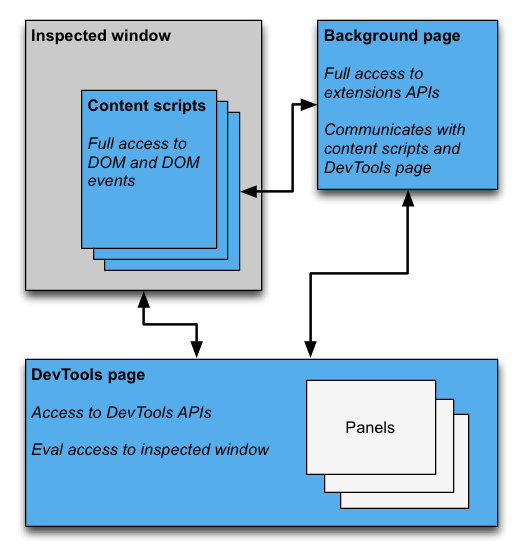 Inspected window
Content scripts
Full access to
DOM and DOM
events
Background page
Full access to
extensions APIs
Communicates with
content scripts and
DevTools page
DevTools page
Access to DevTools APIs
Eval access to inspected window
Panels